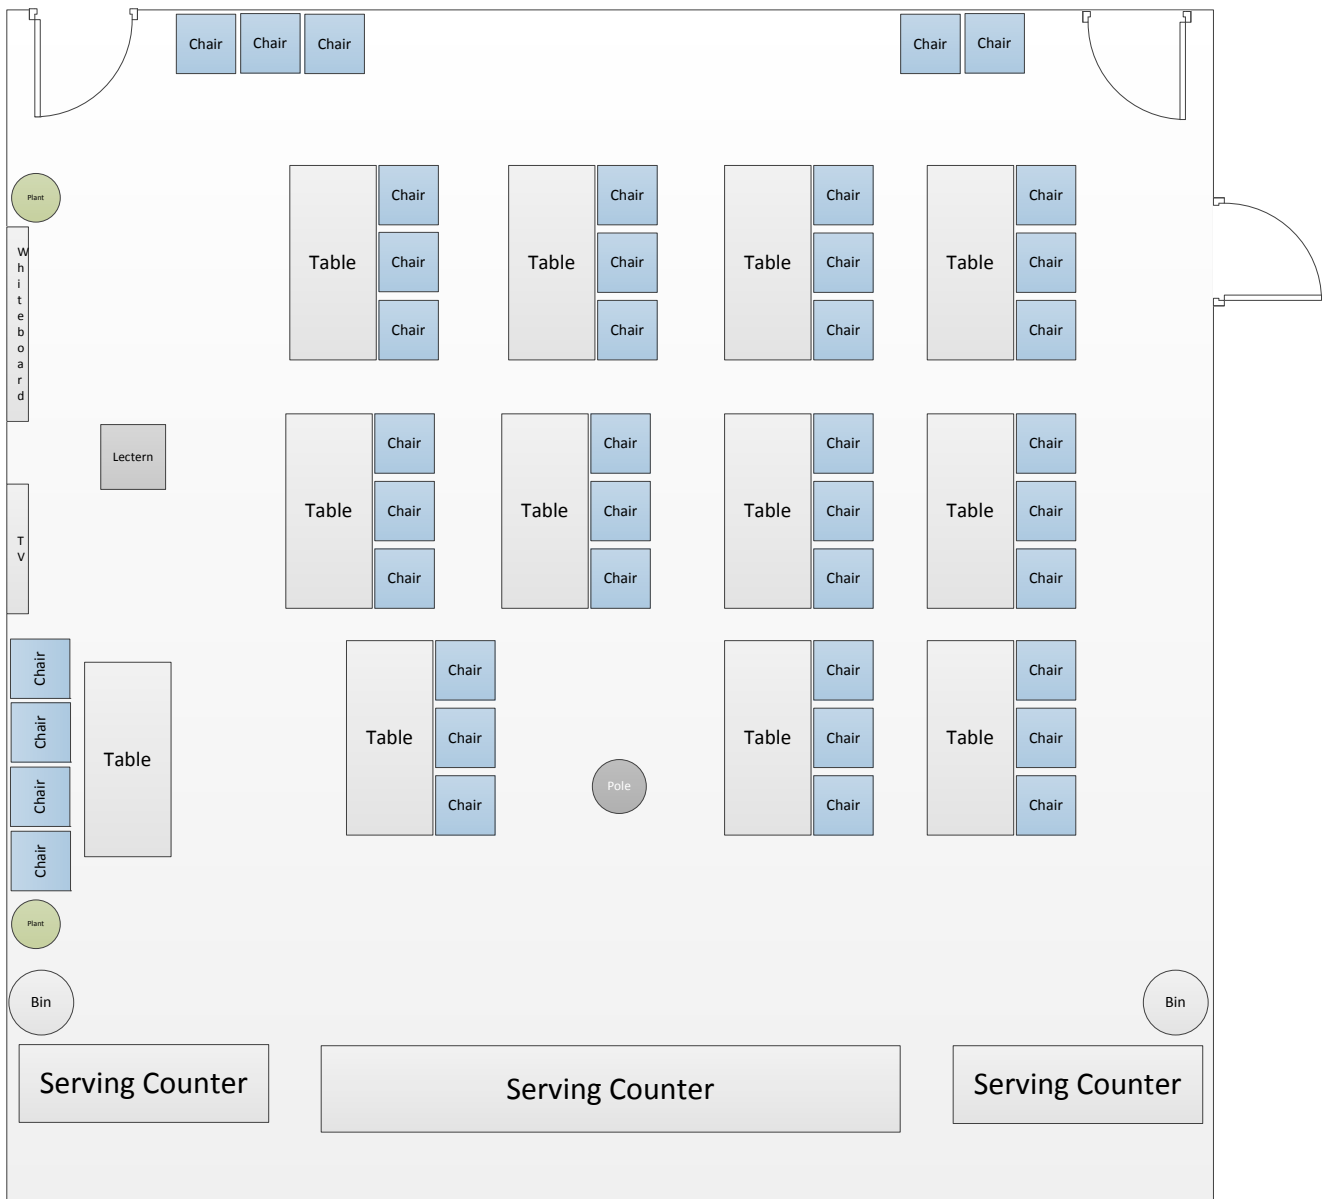 Chair Chair Chair Chair Chair
Plant
Chair Chair Chair Chair
Whiteboard
Table Chair Table Chair Table Chair Table Chair
Chair Chair Chair Chair
Chair Chair Chair Chair
Lectern
TV
Table Chair Table Chair Table Chair Table Chair
Chair Chair Chair Chair
Chair
Chair Chair Chair
Chair
Table Table Chair Table Chair Table Chair
Chair
Pole
Chair Chair Chair
Chair
Plant
Bin Bin
Serving Counter Serving Counter Serving Counter